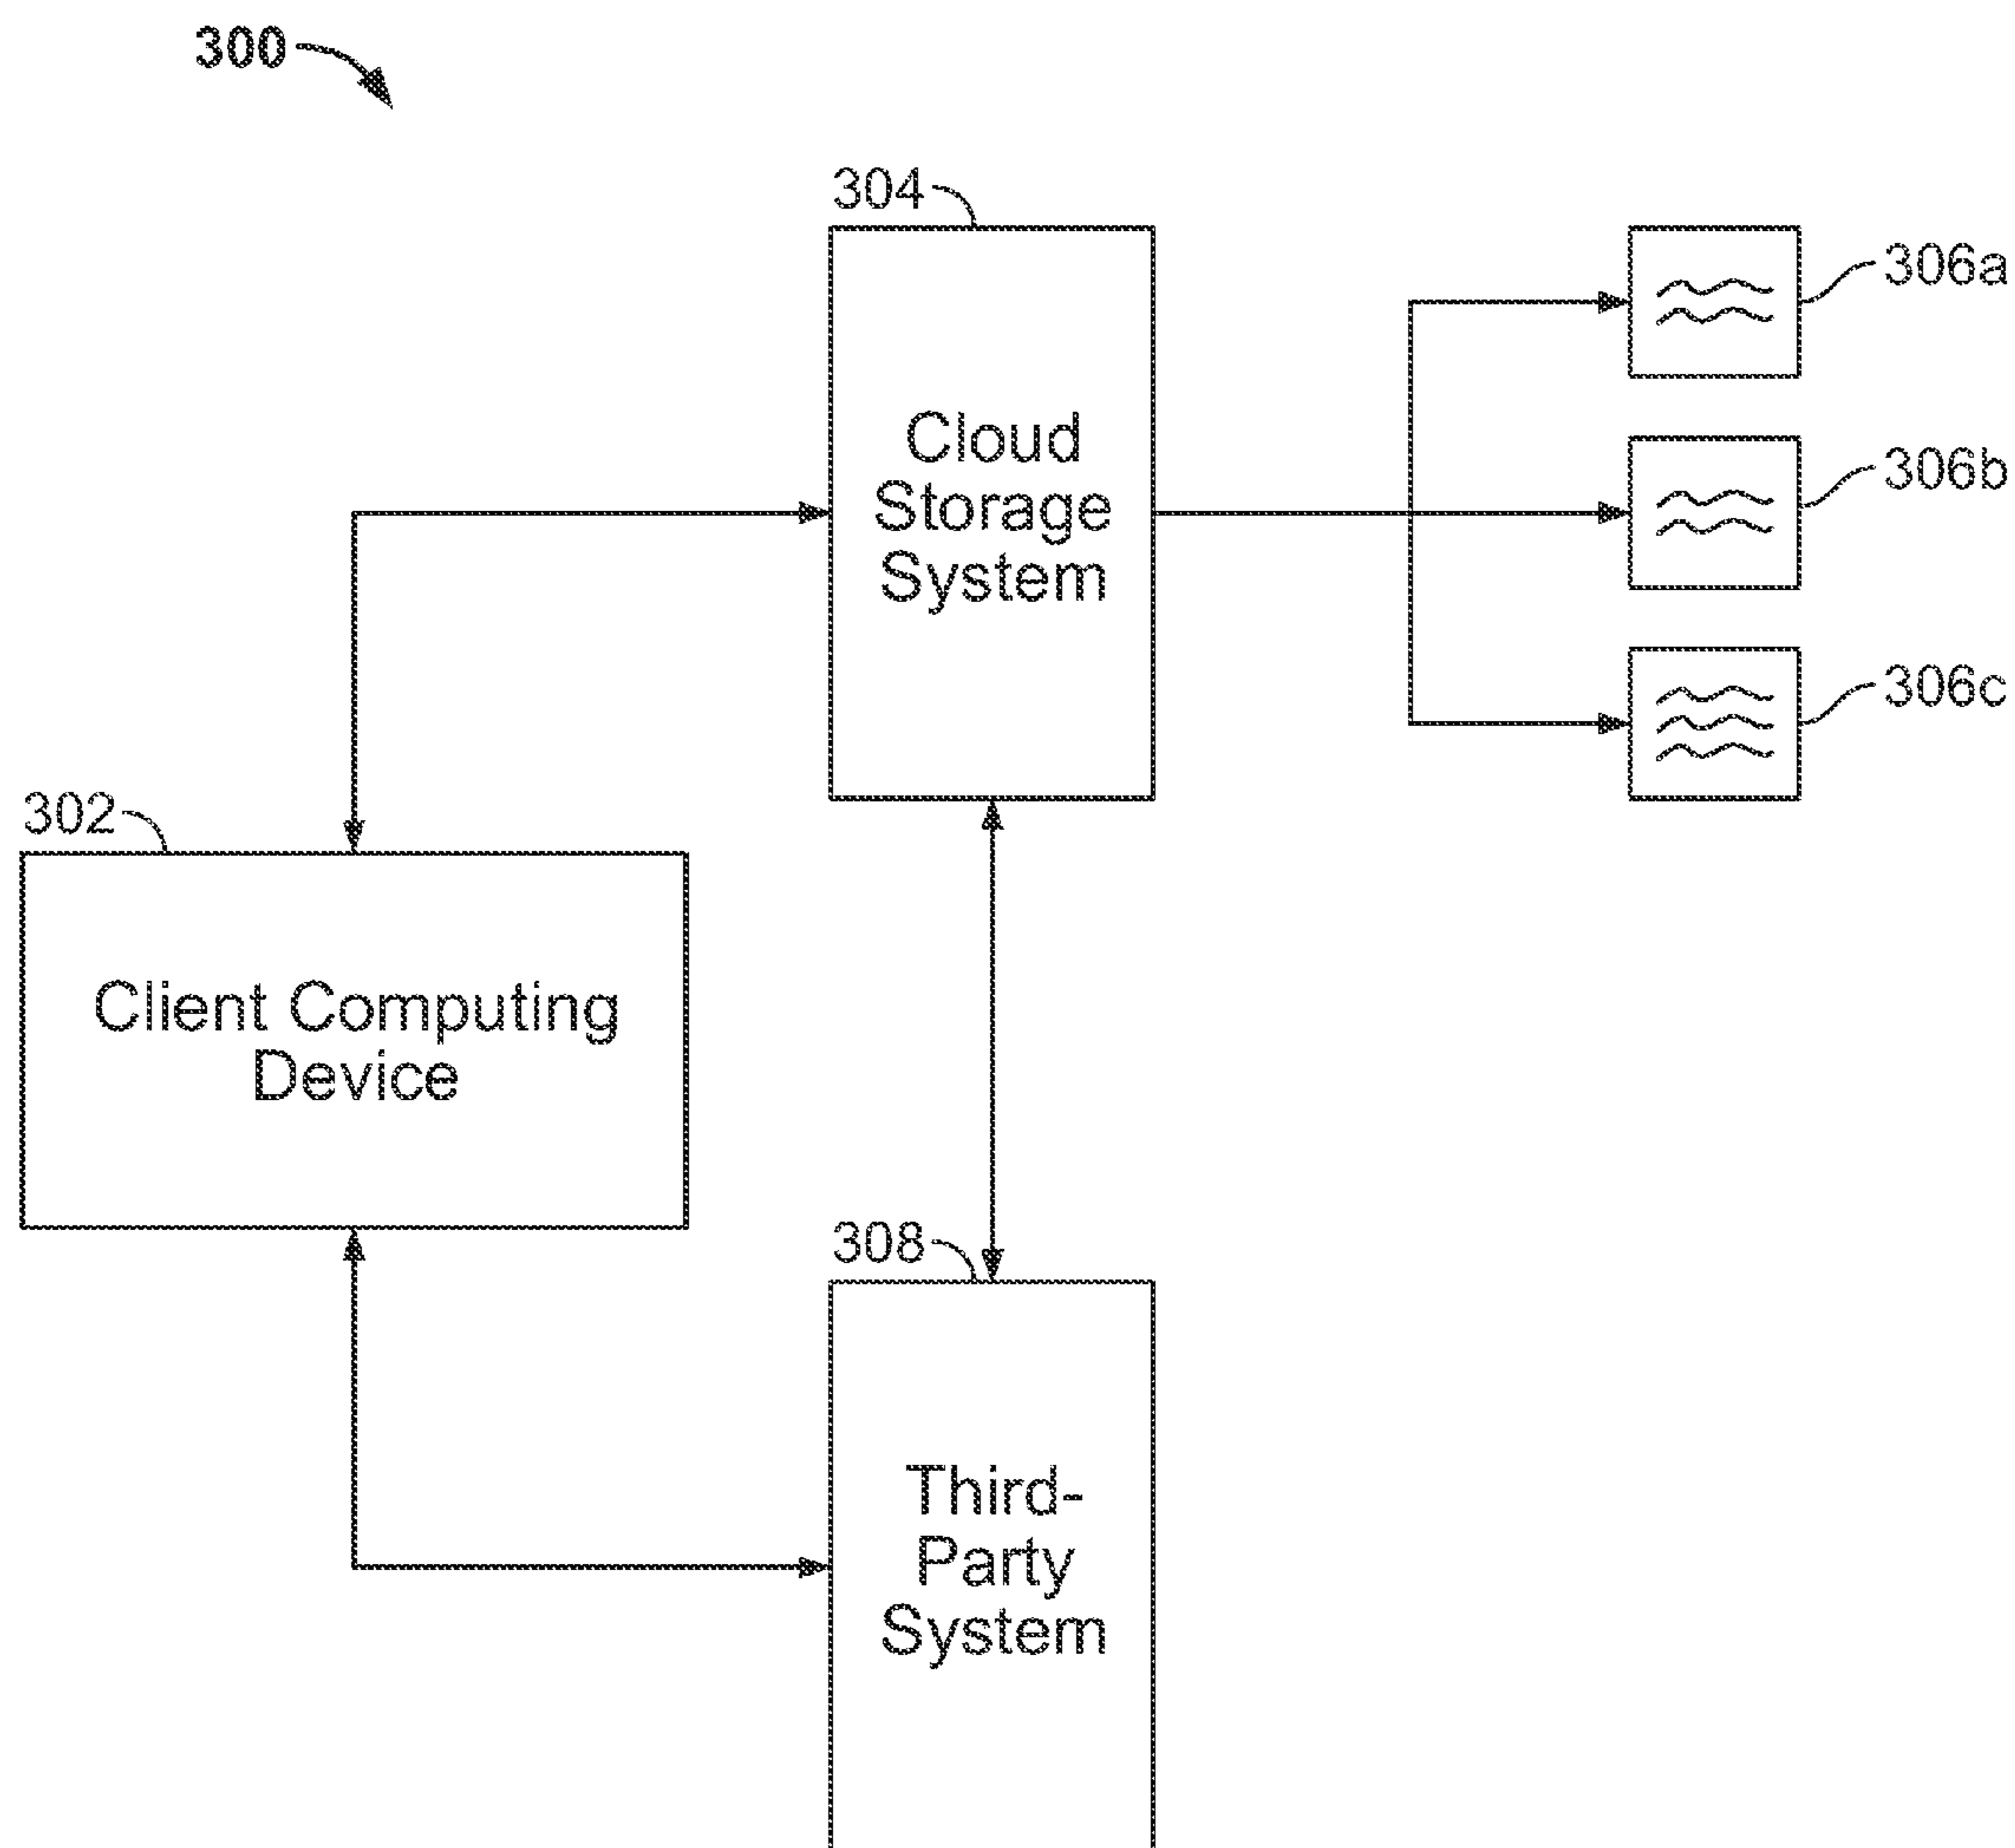 300
304
306a
Cloud
Storage
System
306b
306c
302
Client Computing
Device
308
Third-
Party
System